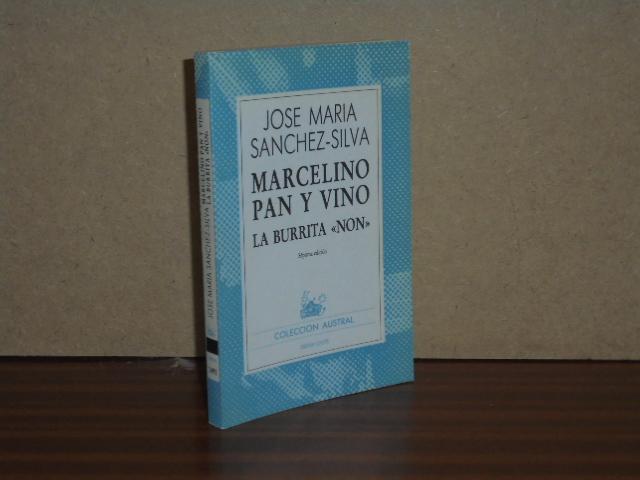 JOSE MARIA
SANCHEZ-SILVA
MARCELINO
PAN Y VINO
LA BURRITA «NON»
COLECCION AUSTRAL
JOSE MARIA SANCHEZ-SILVA MARCELINO PAN Y VINO
LA BURRITA «NON»